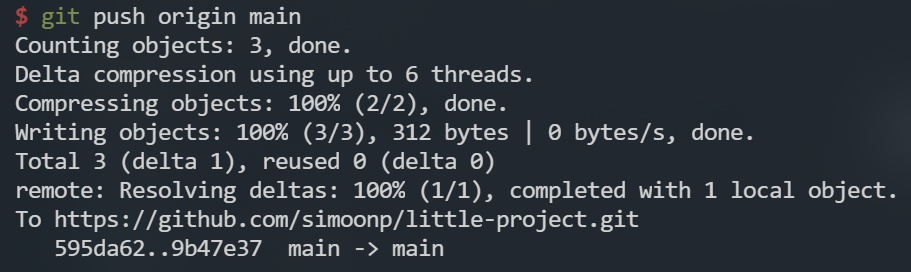 $ git push origin main
Counting objects: 3, done.
Delta compression using up to 6 threads.
Compressing objects: 100% (2/2), done.
Writing objects: 100% (3/3), 312 bytes | 0 bytes/s, done.
Total 3 (delta 1), reused 0 (delta 0)
remote: Resolving deltas: 100% (1/1), completed with 1 local object.
To https://github.com/simoonp/little-project.git
   595da62..9b47e37  main -> main